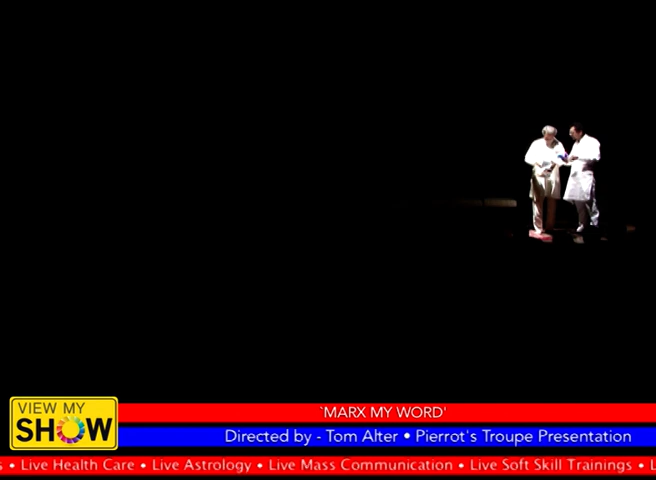 VIEW MY
SHOW
`MARX MY WORD'
Directed by - Tom Alter • Pierrot's Troupe Presentation
• Live Health Care • Live Astrology • Live Mass Communication • Live Soft Skill Trainings •